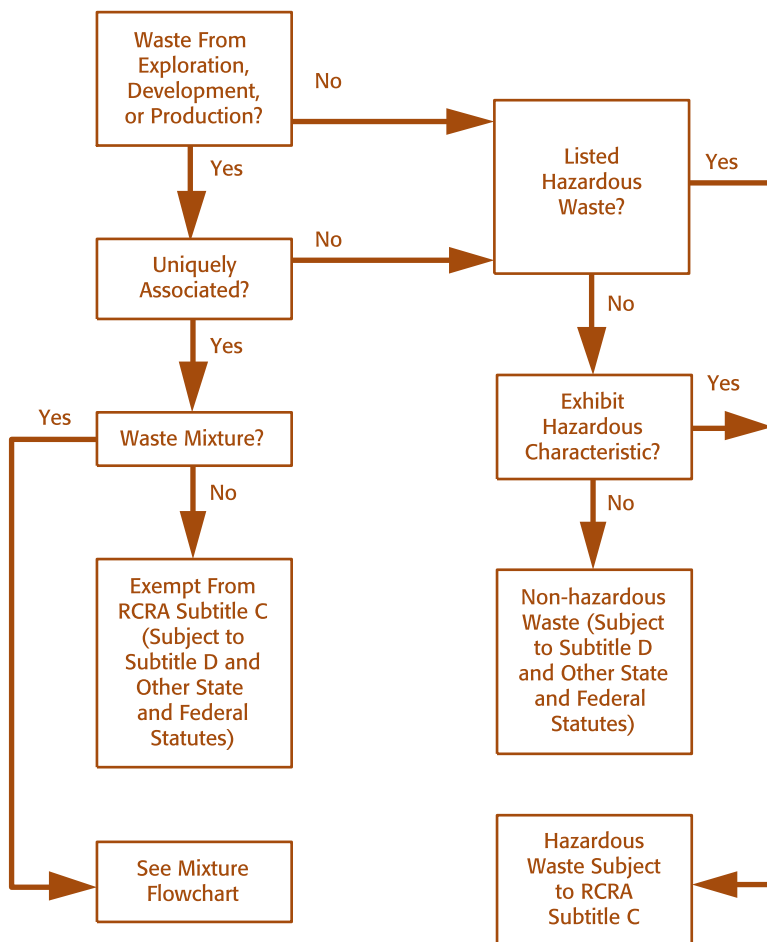 Waste From
Exploration,
Development,
or Production?
No
Yes
Listed
Hazardous
Waste?
Yes
Uniquely
Associated?
No
Yes
No
Exhibit
Hazardous
Characteristic?
Yes
Yes
Waste Mixture?
No
No
Exempt From
RCRA Subtitle C
(Subject to
Subtitle D and
Other State
and Federal
Statutes)
Non-hazardous
Waste (Subject
to Subtitle D
and Other State
and Federal
Statutes)
See Mixture
Flowchart
Hazardous
Waste Subject
to RCRA
Subtitle C